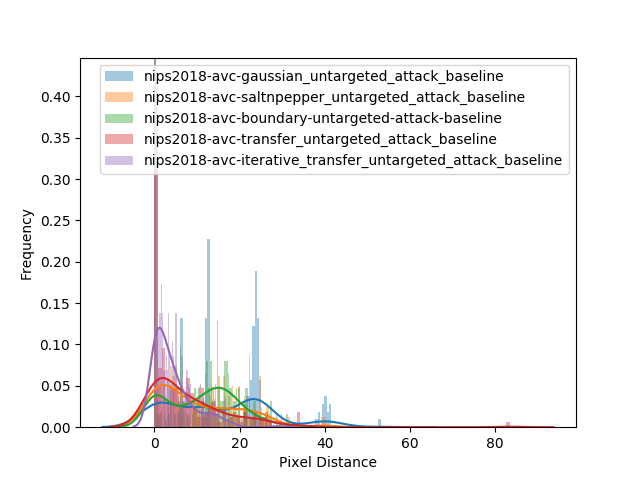 nips2018-avc-gaussian_untargeted_attack_baseline
nips2018-avc-saltnpepper_untargeted_attack_baseline
nips2018-avc-boundary-untargeted-attack-baseline
nips2018-avc-transfer_untargeted_attack_baseline
nips2018-avc-iterative_transfer_untargeted_attack_baseline
0.40
0.35
0.30
0.25
0.20
0.15
0.10
0.05
0.00
Frequency
0 20 40 60 80
Pixel Distance